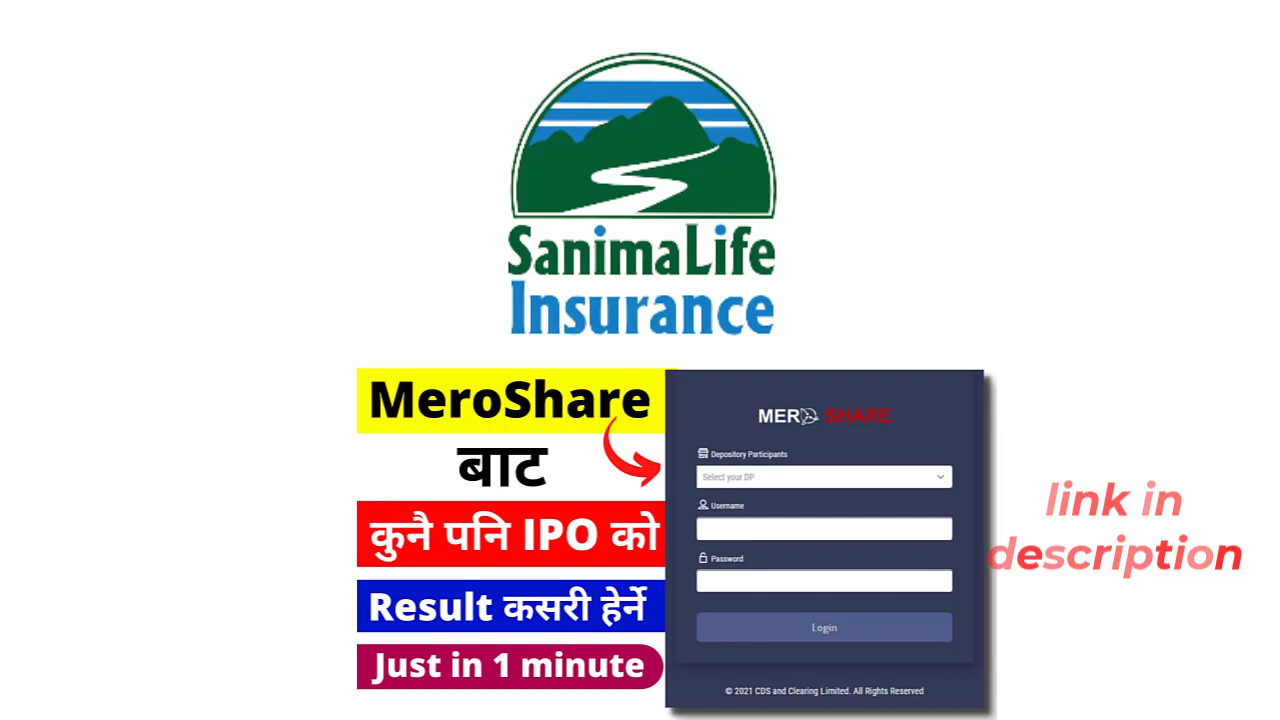 SanimaLife
Insurance
MeroShare
बाट
कुनै पनि IPO को
Result कसरी हेर्ने
Just in 1 minute
MERO SHARE
Depository Participants
Select your DP
Username
Password
Login
© 2021 CDS and Clearing Limited. All Rights Reserved
link in
description